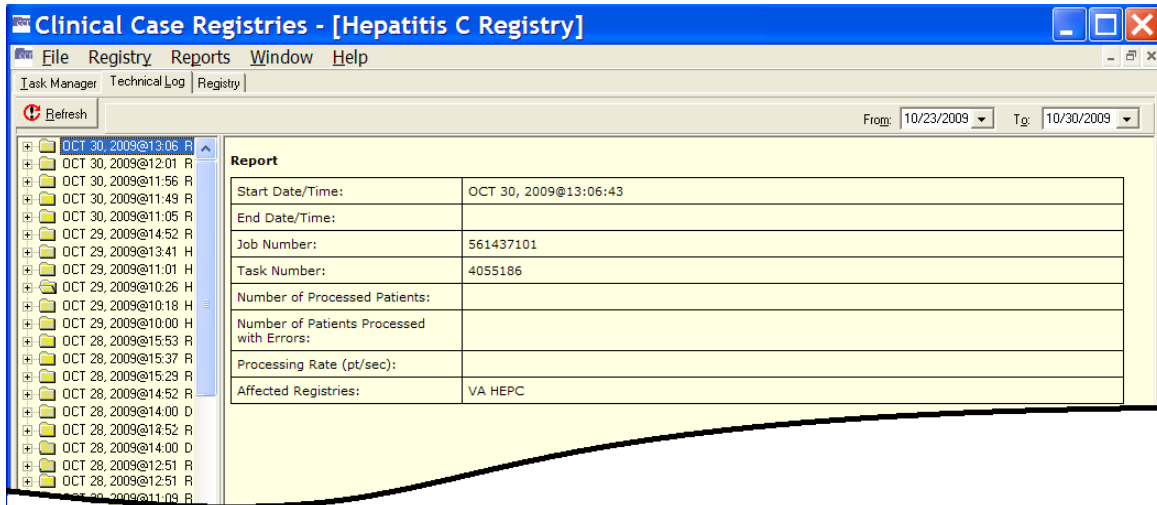 Clinical Case Registries - [Hepatitis C Registry]
File Registry Reports Window Help
Task Manager Technical Log Registry
Refresh From: 10/23/2009 To: 10/30/2009
OCT 30, 2009@13:06 R
OCT 30, 2009@12:01 R
OCT 30, 2009@11:56 R
OCT 30, 2009@11:49 R
OCT 30, 2009@11:05 R
OCT 29, 2009@14:52 R
OCT 29, 2009@13:41 H
OCT 29, 2009@11:01 H
OCT 29, 2009@10:26 H
OCT 29, 2009@10:18 H
OCT 29, 2009@10:00 H
OCT 28, 2009@15:53 R
OCT 28, 2009@15:37 R
OCT 28, 2009@15:29 R
OCT 28, 2009@14:52 R
OCT 28, 2009@14:00 D
OCT 28, 2009@14:52 R
OCT 28, 2009@14:00 D
OCT 28, 2009@12:51 R
OCT 28, 2009@12:51 R
2009@11:09 R
Report
Start Date/Time: OCT 30, 2009@13:06:43
End Date/Time:
Job Number: 561437101
Task Number: 4055186
Number of Processed Patients:
Number of Patients Processed
with Errors:
Processing Rate (pt/sec):
Affected Registries: VA HEPC